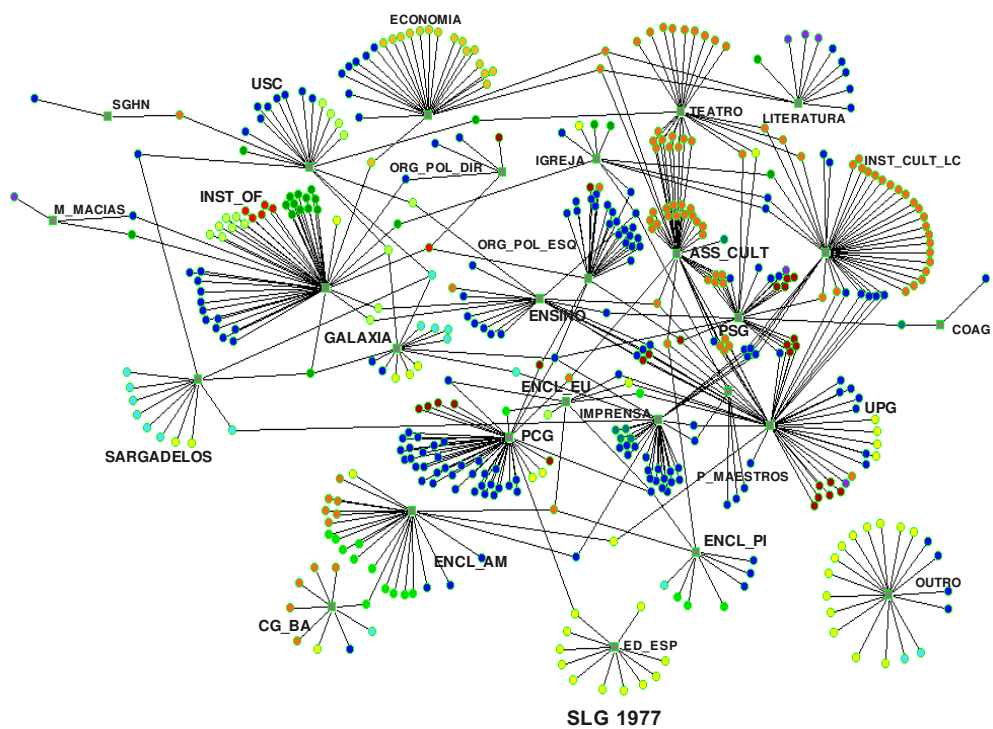 ECONOMIA
USC
SGHN
TEATRO
LITERATURA
ORG_POL_DIR
IGREJA
INST_CULT_LC
INST_OF
M_MACIAS
ORG_POL_ESQ
ASS_CULT
ENSINO
PSG
COAG
GALAXIA
ENCL_EU
IMPRENSA
UPG
SARGADELOS
PCG
P_MAESTROS
ENCL_AM
ENCL_PI
OUTRO
CG_BA
ED_ESP
SLG 1977